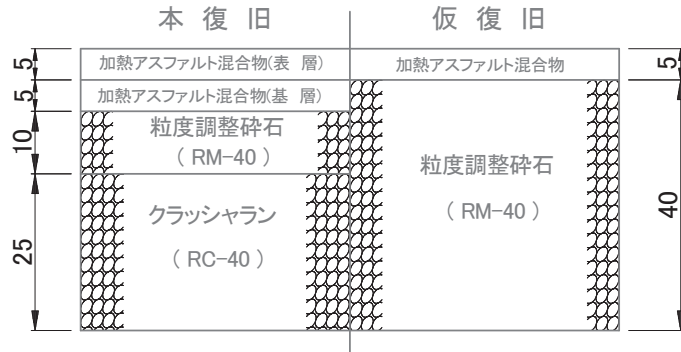 本 復 旧
仮 復 旧
加熱アスファルト混合物(表 層)
加熱アスファルト混合物
加熱アスファルト混合物(基 層)
粒度調整砕石
( RM-40 )
クラッシャラン
( RC-40 )
粒度調整砕石
( RM-40 )
5
5
10
25
5
40